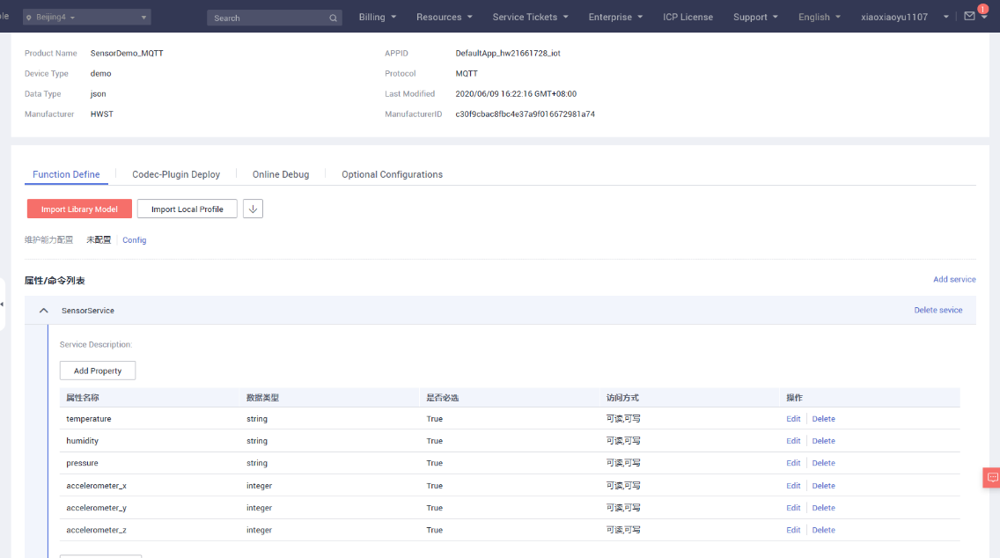 Beijing4 Search Billing Resources Service Tickets Enterprise ICP License Support English xiaoxiaoyu1107 1
Product Name SensorDemo_MQTT APPID DefaultApp_hw21661728_iot
Device Type demo Protocol MQTT
Data Type json Last Modified 2020/06/09 16:22:16 GMT+08:00
Manufacturer HWST ManufacturerID c30f9cbac8fbc4e37a9f016672981a74
Function Define Codec-Plugin Deploy Online Debug Optional Configurations
Import Library Model Import Local Profile
维护能力配置 未配置 Config
属性/命令列表 Add service
SensorService Delete sevice
Service Description:
Add Property
属性名称 数据类型 是否必选 访问方式 操作
temperature string True 可读,可写 Edit Delete
humidity string True 可读,可写 Edit Delete
pressure string True 可读,可写 Edit Delete
accelerometer_x integer True 可读,可写 Edit Delete
accelerometer_y integer True 可读,可写 Edit Delete
accelerometer_z integer True 可读,可写 Edit Delete